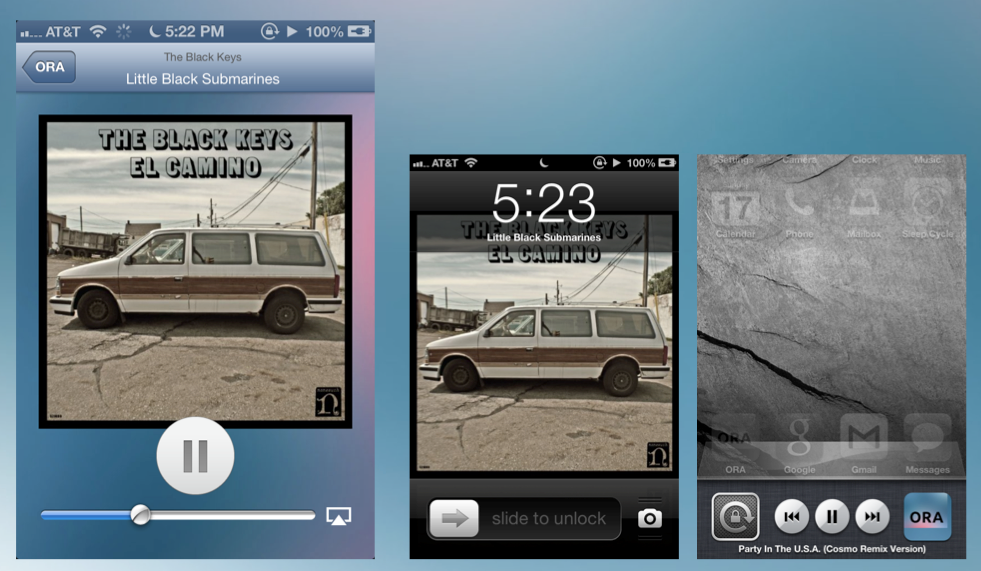 AT&T 5:22 PM 100%
ORA
The Black Keys
Little Black Submarines
THE BLACK KEYS
EL CAMINO
AT&T 100%
5:23
Little Black Submarines
THE BLACK KEYS
EL CAMINO
slide to unlock
Settings Camera Clock Music
17
Calendar Phone Mailbox Sleep Cycle
ORA g M
ORA Google Gmail Messages
ORA
Party In The U.S.A. (Cosmo Remix Version)